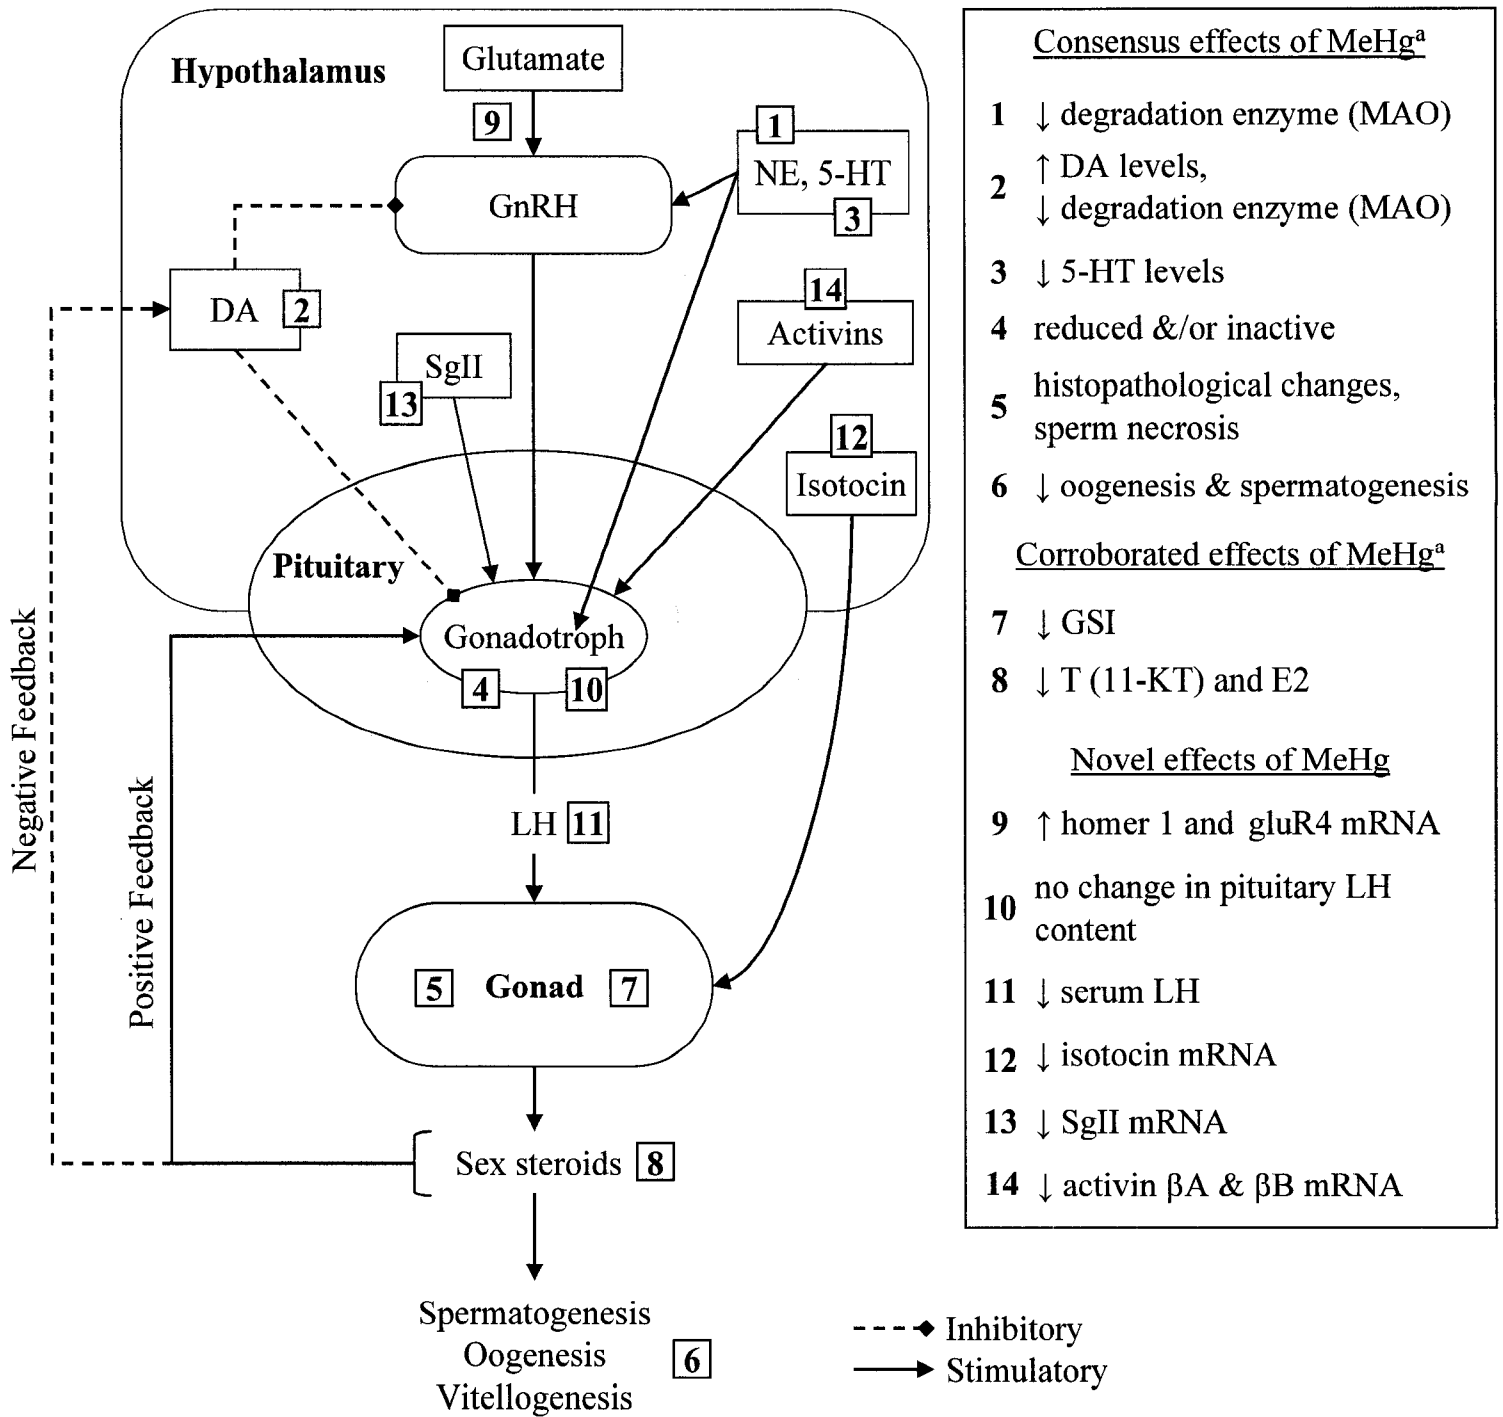 Hypothalamus
Glutamate
9
1
GnRH
NE, 5-HT
3
DA
2
14
Activins
SgII
13
12
Isotocin
Pituitary
Gonadotroph
4
10
LH
11
5
Gonad
7
Negative Feedback
Positive Feedback
Sex steroids
8
Spermatogenesis
Oogenesis
Vitellogenesis
6
Inhibitory
Stimulatory
Consensus effects of MeHgᵃ
1 ↓ degradation enzyme (MAO)
2 ↑ DA levels,
↓ degradation enzyme (MAO)
3 ↓ 5-HT levels
4 reduced &/or inactive
5 histopathological changes,
sperm necrosis
6 ↓ oogenesis & spermatogenesis
Corroborated effects of MeHgᵃ
7 ↓ GSI
8 ↓ T (11-KT) and E2
Novel effects of MeHg
9 ↑ homer 1 and gluR4 mRNA
10 no change in pituitary LH
content
11 ↓ serum LH
12 ↓ isotocin mRNA
13 ↓ SgII mRNA
14 ↓ activin βA & βB mRNA